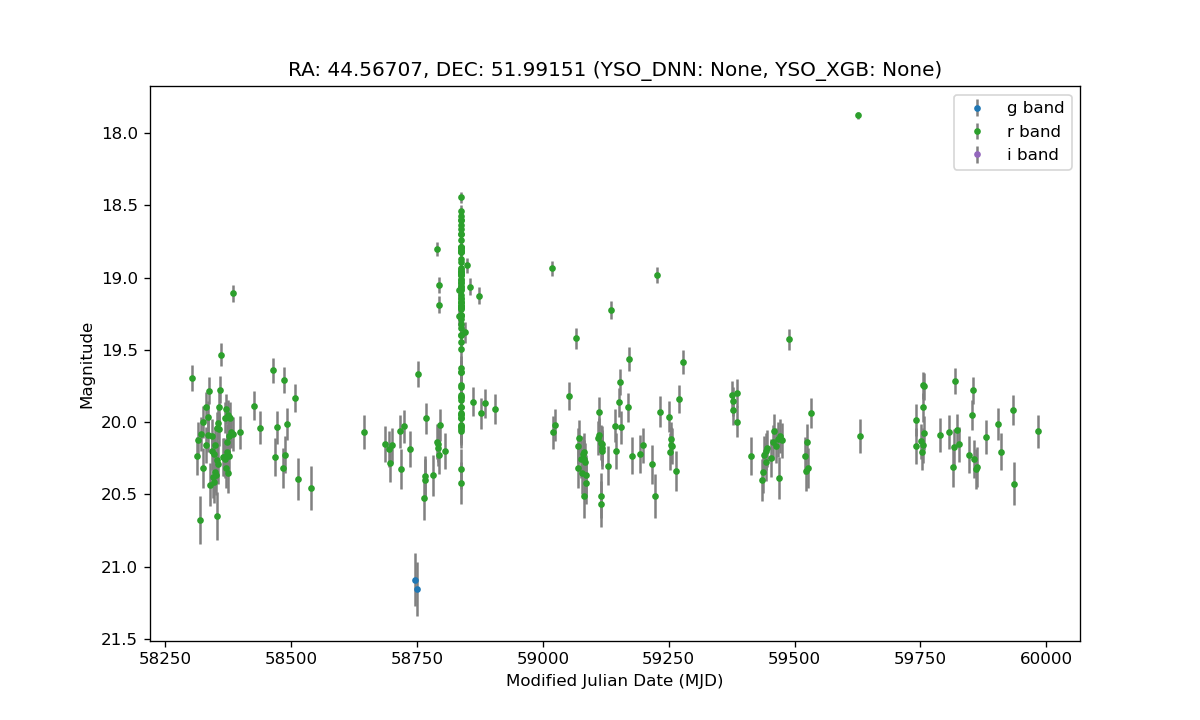 RA: 44.56707, DEC: 51.99151 (YSO_DNN: None, YSO_XGB: None)
g band
r band
i band
18.0
18.5
19.0
19.5
20.0
20.5
21.0
21.5
Magnitude
58250 58500 58750 59000 59250 59500 59750 60000
Modified Julian Date (MJD)